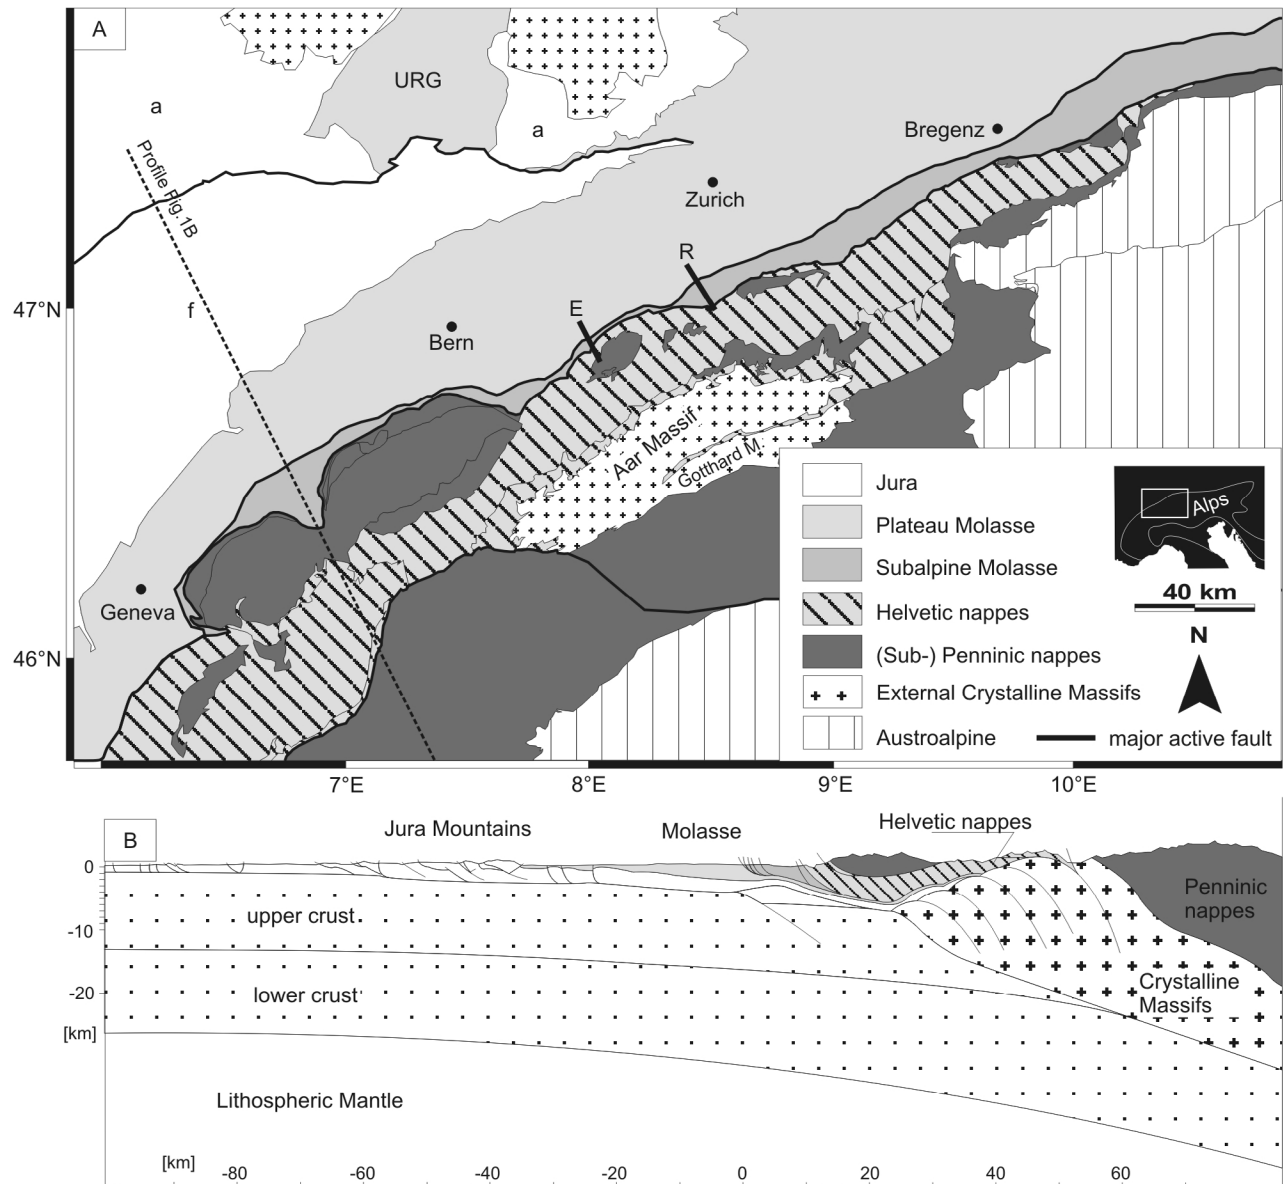 A
URG
a
a
Bregenz
Profile Fig.1B
Zurich
R
47°N
f
E
Bern
Aar Massif
Gotthard M.
Geneva
46°N
Jura
Plateau Molasse
Subalpine Molasse
Helvetic nappes
(Sub-) Penninic nappes
External Crystalline Massifs
Austroalpine
major active fault
Alps
40 km
N
7°E
8°E
9°E
10°E
B
Jura Mountains
Molasse
Helvetic nappes
0
-10
-20
[km]
upper crust
lower crust
Penninic
nappes
Crystalline
Massifs
Lithospheric Mantle
[km]
-80
-60
-40
-20
0
20
40
60